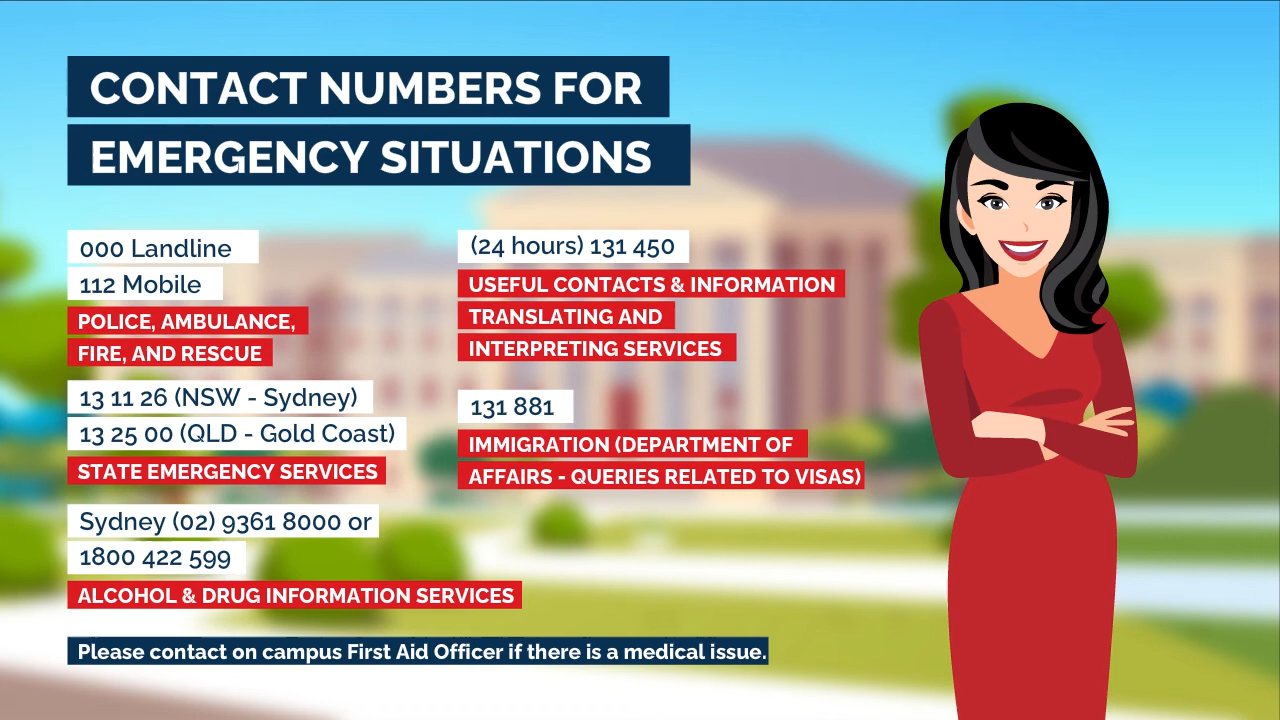 CONTACT NUMBERS FOR
EMERGENCY SITUATIONS
000 Landline
112 Mobile
POLICE, AMBULANCE,
FIRE, AND RESCUE
13 11 26 (NSW - Sydney)
13 25 00 (QLD - Gold Coast)
STATE EMERGENCY SERVICES
Sydney (02) 9361 8000 or
1800 422 599
ALCOHOL & DRUG INFORMATION SERVICES
(24 hours) 131 450
USEFUL CONTACTS & INFORMATION
TRANSLATING AND
INTERPRETING SERVICES
131 881
IMMIGRATION (DEPARTMENT OF
AFFAIRS - QUERIES RELATED TO VISAS)
Please contact on campus First Aid Officer if there is a medical issue.